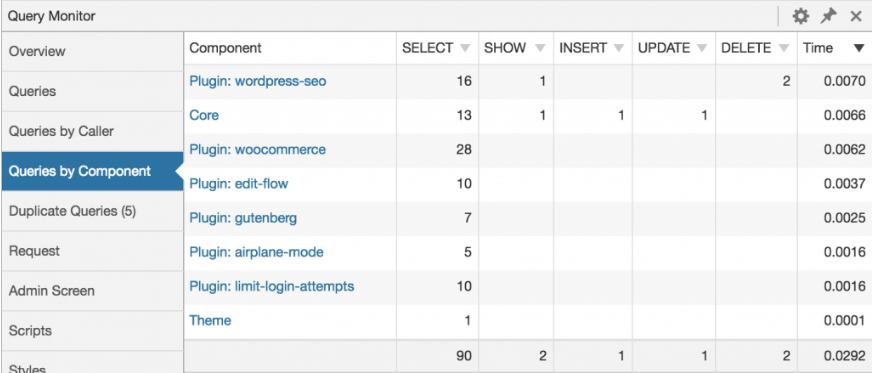 Query Monitor
Overview
Queries
Queries by Caller
Queries by Component
Duplicate Queries (5)
Request
Admin Screen
Scripts
Styles
Component SELECT SHOW INSERT UPDATE DELETE Time
Plugin: wordpress-seo 16 1 2 0.0070
Core 13 1 1 1 0.0066
Plugin: woocommerce 28 0.0062
Plugin: edit-flow 10 0.0037
Plugin: gutenberg 7 0.0025
Plugin: airplane-mode 5 0.0016
Plugin: limit-login-attempts 10 0.0016
Theme 1 0.0001
90 2 1 1 2 0.0292